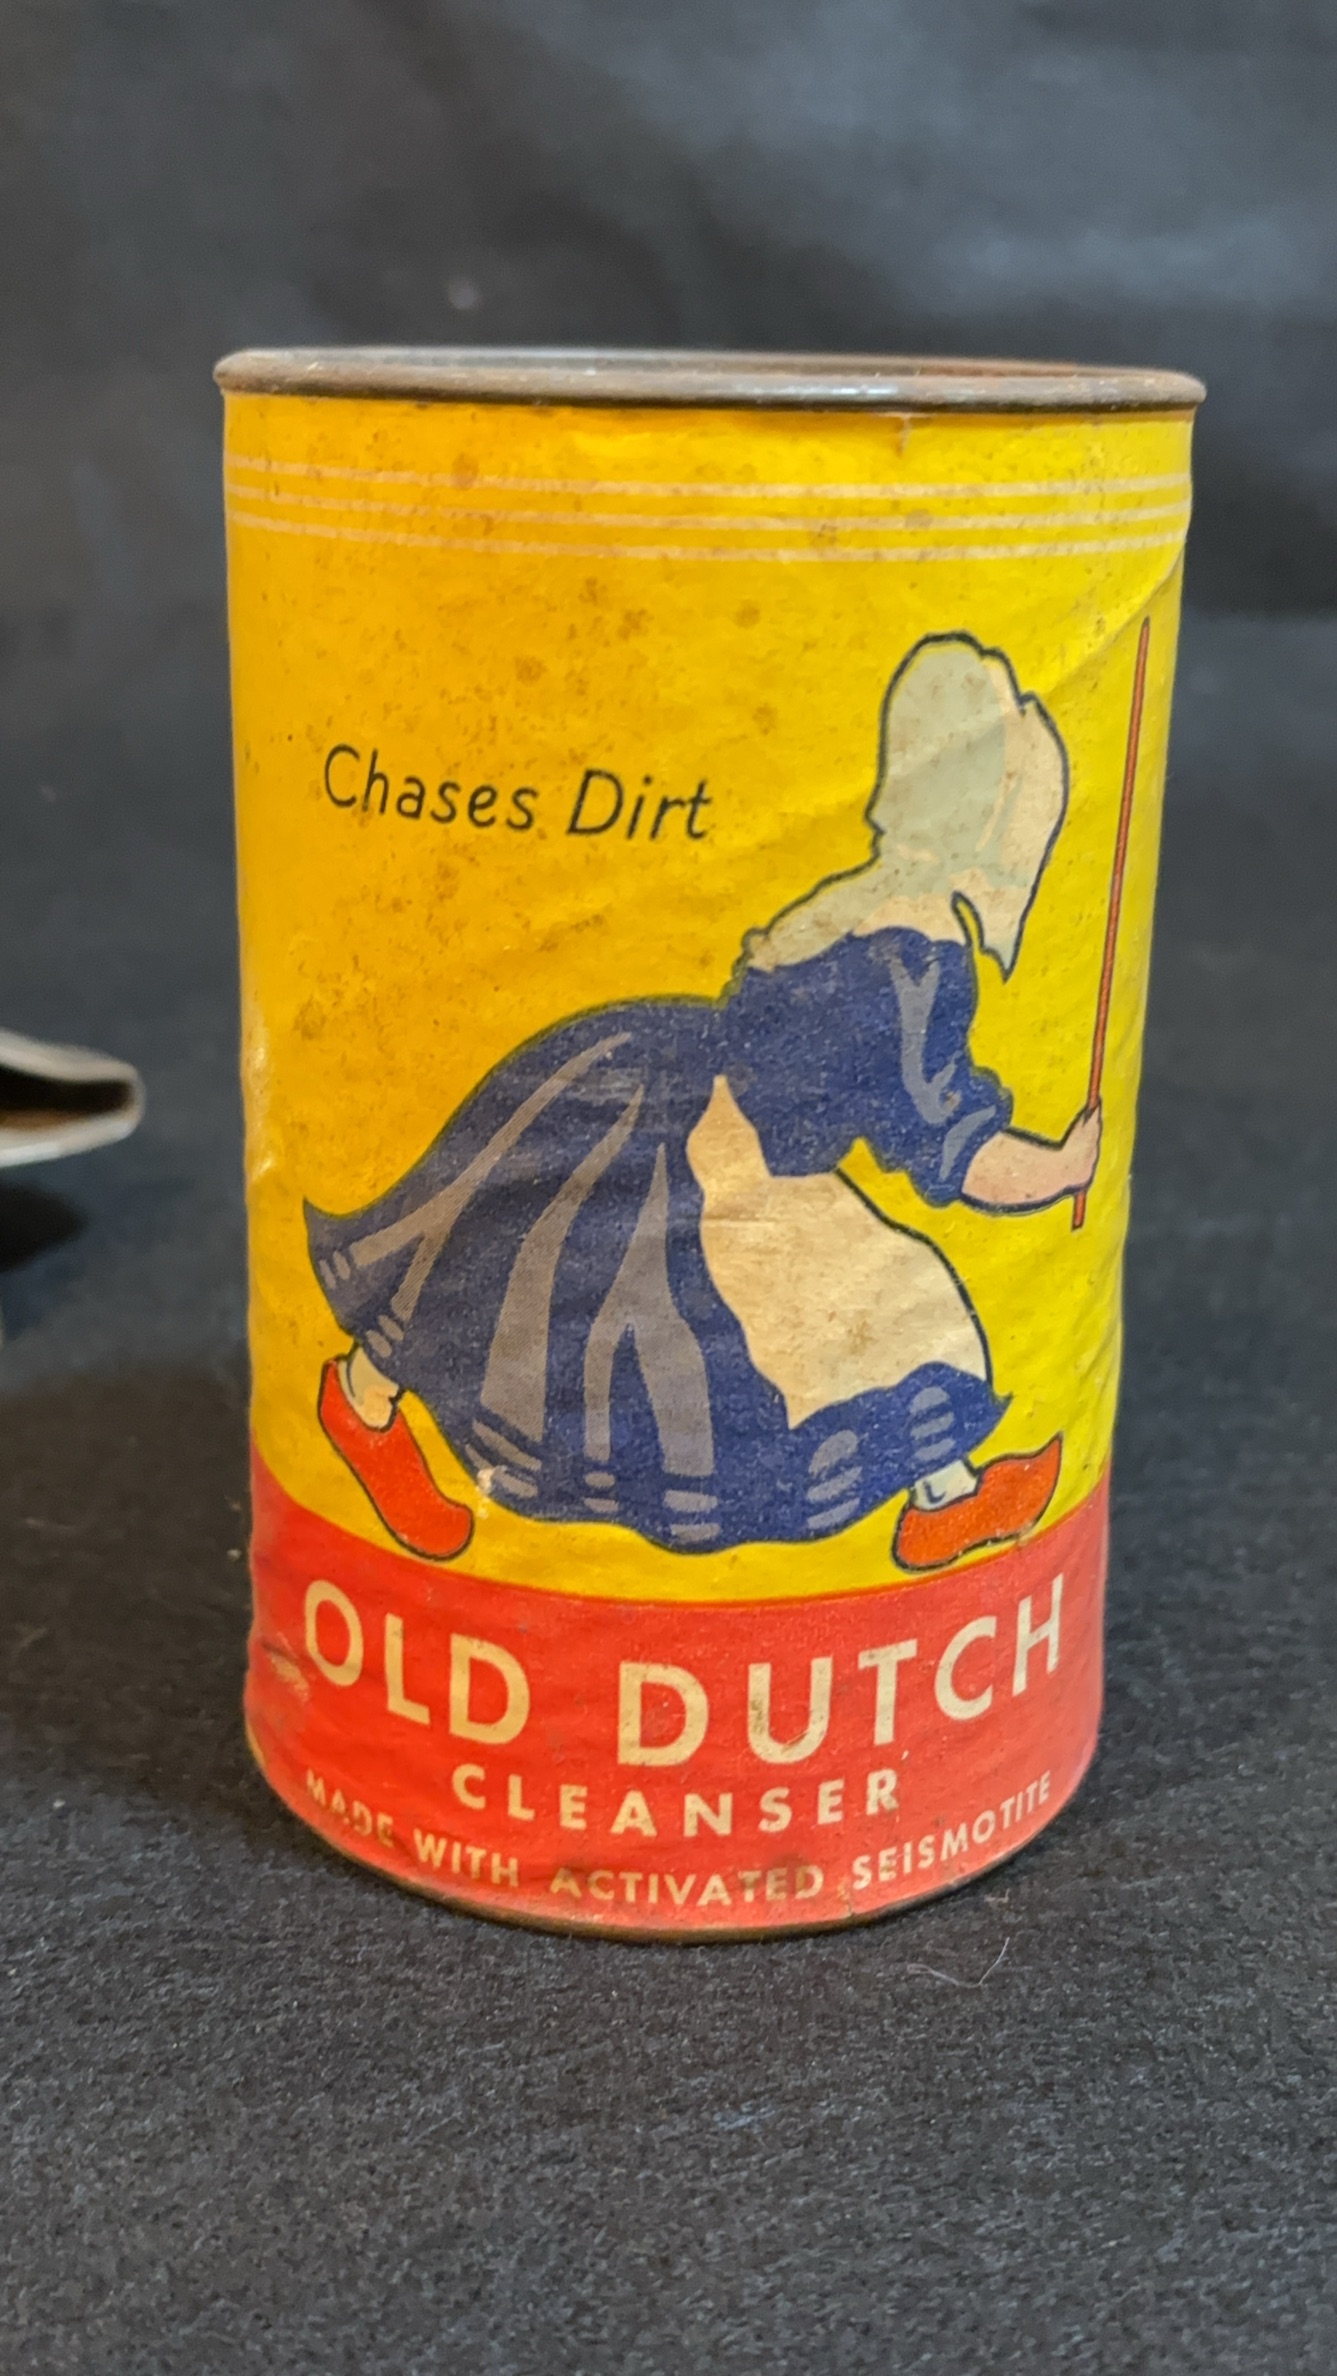 Chases Dirt
OLD DUTCH
CLEANSER
MADE WITH ACTIVATED SEISMOTITE